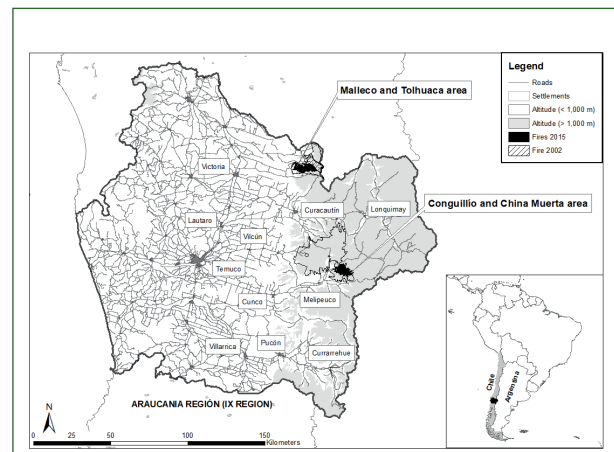 Legend
Roads
Settlements
Altitude (< 1,000 m)
Altitude (> 1,000 m)
Fires 2015
Fire 2002
Malleco and Tolhuaca area
Victoria
Curacautín
Lonquimay
Conguillío and China Muerta area
Lautaro
Vilcún
Temuco
Cunco
Melipeuco
Villarrica
Pucón
Currarrehue
Chile
Argentina
N
ARAUCANIA REGIÓN (IX REGION)
0 25 50 100 150
Kilometers